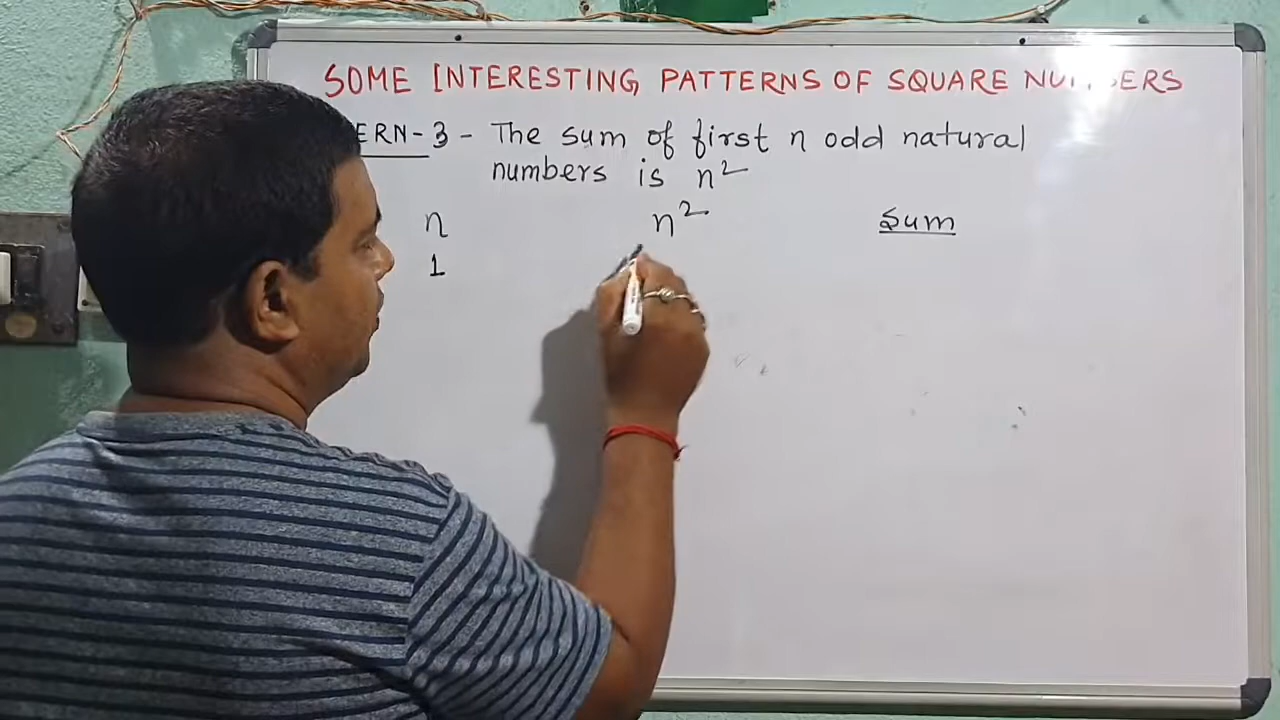 SOME INTERESTING PATTERNS OF SQUARE NUMBERS
ERN-3 - The sum of first n odd natural
numbers is n²
n n² Sum
1